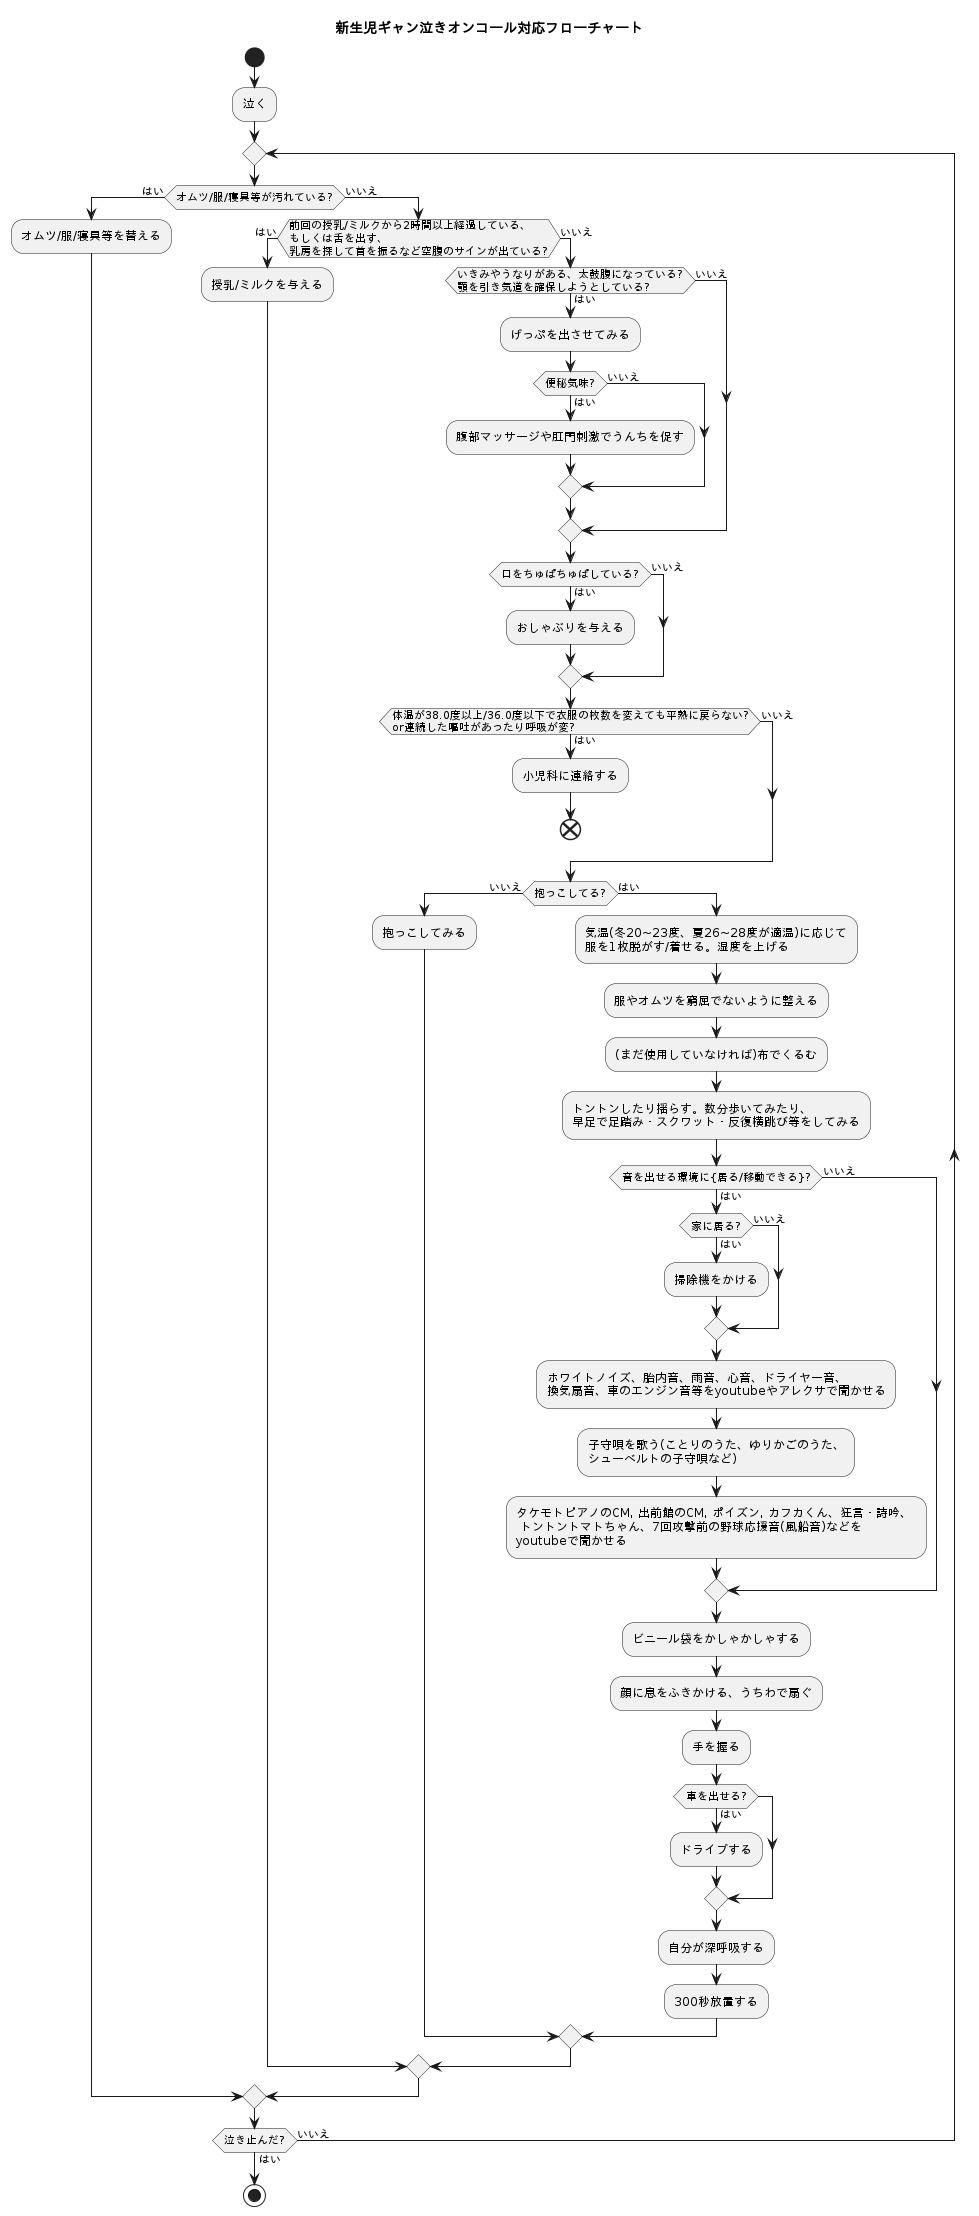 新生児ギャン泣きオンコール対応フローチャート
泣く
オムツ/服/寝具等が汚れている?
はい
いいえ
オムツ/服/寝具等を替える
前回の授乳/ミルクから2時間以上経過している、
もしくは舌を出す、
乳房を探して首を振るなど空腹のサインが出ている?
はい
いいえ
授乳/ミルクを与える
いきみやうなりがある、太鼓腹になっている?
顎を引き気道を確保しようとしている?
いいえ
はい
げっぷを出させてみる
便秘気味?
いいえ
はい
腹部マッサージや肛門刺激でうんちを促す
口をちゅぱちゅぱしている?
いいえ
はい
おしゃぶりを与える
体温が38.0度以上/36.0度以下で衣服の枚数を変えても平熱に戻らない?
or連続した嘔吐があったり呼吸が変?
いいえ
はい
小児科に連絡する
抱っこしてる?
いいえ
はい
抱っこしてみる
気温(冬20~23度、夏26~28度が適温)に応じて
服を1枚脱がす/着せる。湿度を上げる
服やオムツを窮屈でないように整える
(まだ使用していなければ)布でくるむ
トントンしたり揺らす。数分歩いてみたり、
早足で足踏み・スクワット・反復横跳び等をしてみる
音を出せる環境に{居る/移動できる}?
いいえ
はい
家に居る?
いいえ
はい
掃除機をかける
ホワイトノイズ、胎内音、雨音、心音、ドライヤー音、
換気扇音、車のエンジン音等をyoutubeやアレクサで聞かせる
子守唄を歌う(ことりのうた、ゆりかごのうた、
シューベルトの子守唄など)
タケモトピアノのCM, 出前館のCM, ポイズン, カフカくん、狂言・詩吟、
トントントマトちゃん、7回攻撃前の野球応援音(風船音)などを
youtubeで聞かせる
ビニール袋をかしゃかしゃする
顔に息をふきかける、うちわで扇ぐ
手を握る
車を出せる?
はい
ドライブする
自分が深呼吸する
300秒放置する
泣き止んだ?
いいえ
はい